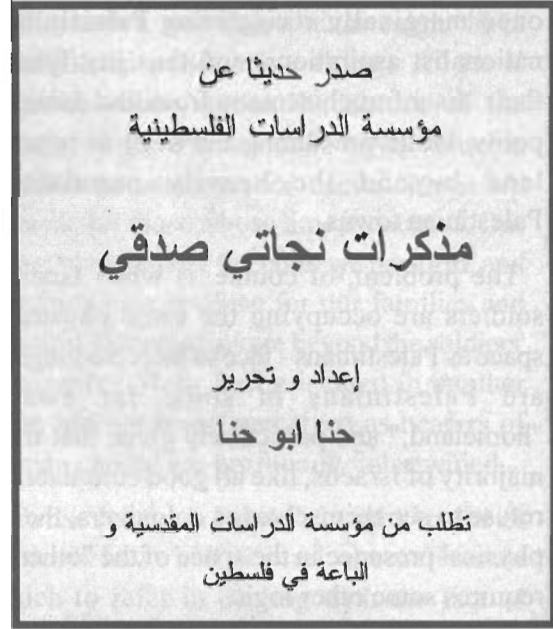 صدر حديثا عن
مؤسسة الدراسات الفلسطينية
مذكرات نجاتي صدقي
إعداد و تحرير
حنا ابو حنا
تطلب من مؤسسة الدراسات المقدسية و
الباعة في فلسطين